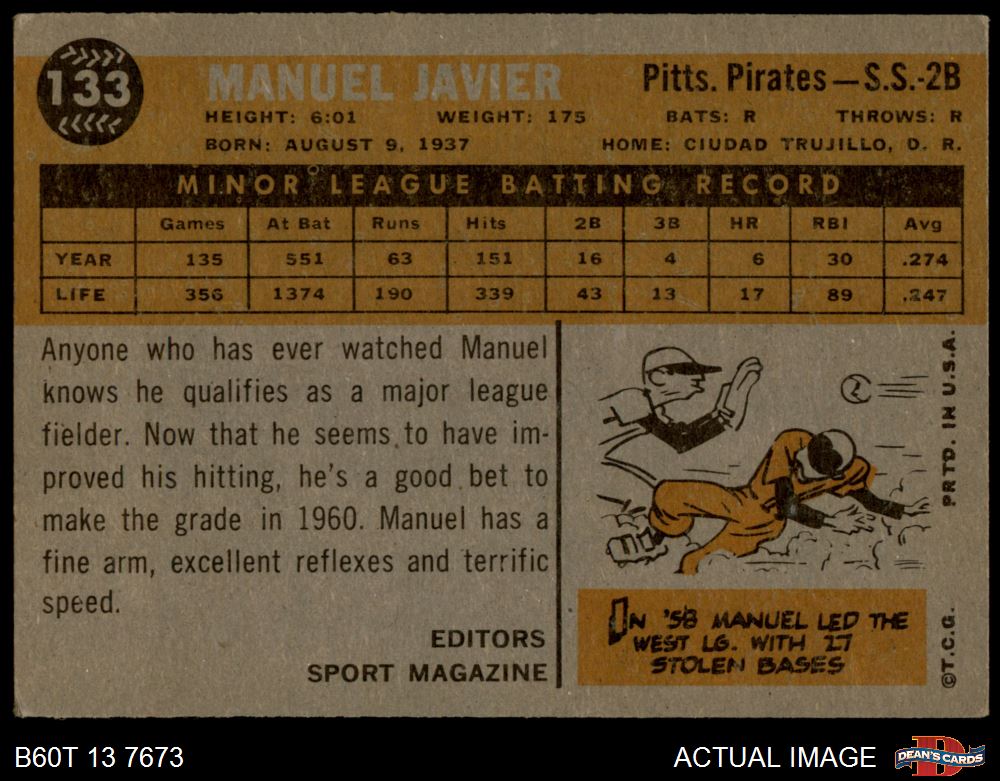 133
MANUEL JAVIER
Pitts. Pirates—S.S.-2B
HEIGHT: 6:01 WEIGHT: 175 BATS: R THROWS: R
BORN: AUGUST 9, 1937 HOME: CIUDAD TRUJILLO, D. R.
MINOR LEAGUE BATTING RECORD
Games At Bat Runs Hits 2B 3B HR RBI Avg
YEAR 135 551 63 151 16 4 6 30 .274
LIFE 356 1374 190 339 43 13 17 89 .247
Anyone who has ever watched Manuel
knows he qualifies as a major league
fielder. Now that he seems to have im-
proved his hitting, he's a good bet to
make the grade in 1960. Manuel has a
fine arm, excellent reflexes and terrific
speed.
EDITORS
SPORT MAGAZINE
2
IN '58 MANUEL LED THE
WEST LG. WITH 27
STOLEN BASES
PRTD. IN U.S.A.
©T.C.G.
B60T 13 7673
ACTUAL IMAGE
D
DEAN'S CARDS